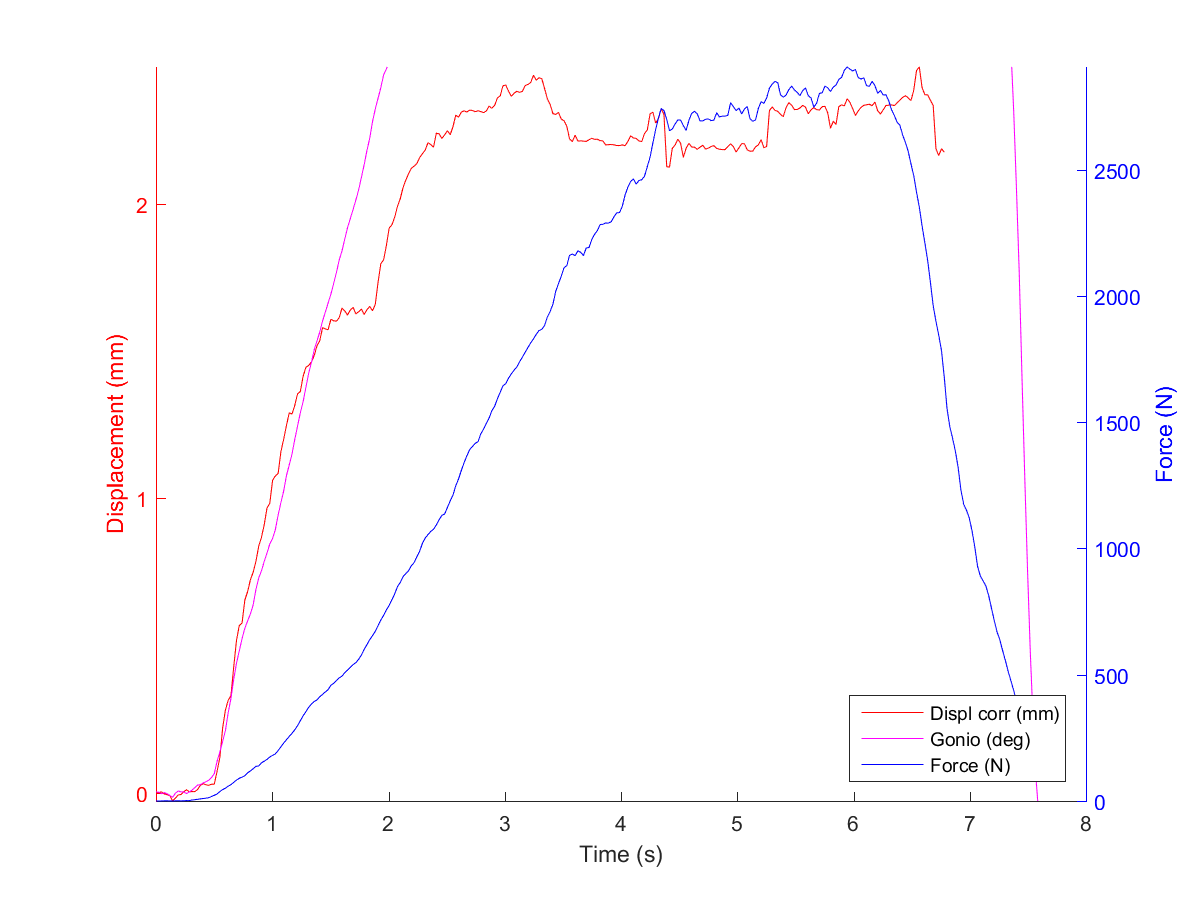 Displacement (mm)
2
1
0
Force (N)
2500
2000
1500
1000
500
0
Displ corr (mm)
Gonio (deg)
Force (N)
0 1 2 3 4 5 6 7 8
Time (s)